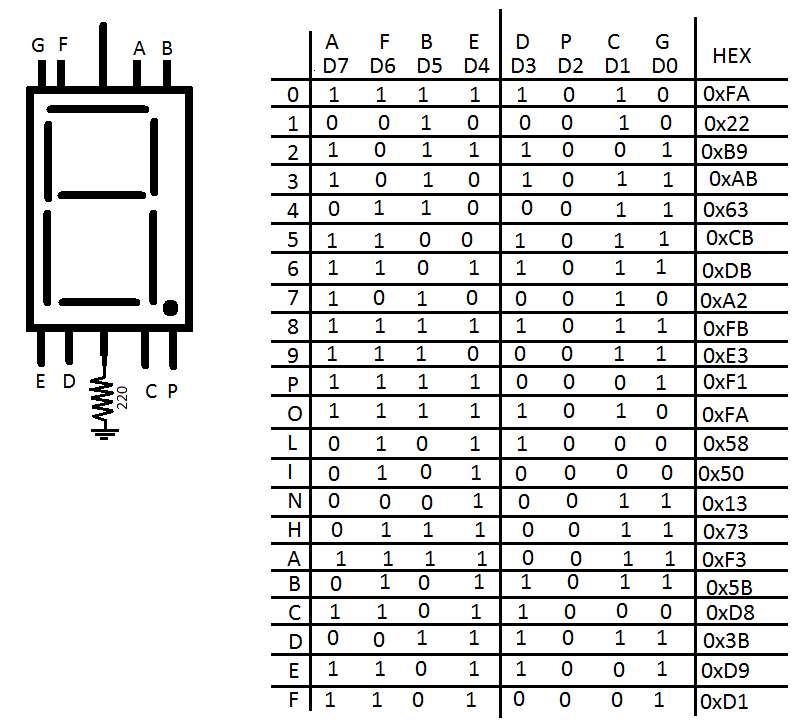 G F A B
E D C P
220
A F B E D P C G HEX
D7 D6 D5 D4 D3 D2 D1 D0
0 1 1 1 1 1 0 1 0 0xFA
1 0 0 1 0 0 0 1 0 0x22
2 1 0 1 1 1 0 0 1 0xB9
3 1 0 1 0 1 0 1 1 0xAB
4 0 1 1 0 0 0 1 1 0x63
5 1 1 0 0 1 0 1 1 0xCB
6 1 1 0 1 1 0 1 1 0xDB
7 1 0 1 0 0 0 1 0 0xA2
8 1 1 1 1 1 0 1 1 0xFB
9 1 1 1 0 0 0 1 1 0xE3
P 1 1 1 1 0 0 0 1 0xF1
O 1 1 1 1 1 0 1 0 0xFA
L 0 1 0 1 1 0 0 0 0x58
I 0 1 0 1 0 0 0 0 0x50
N 0 0 0 1 0 0 1 1 0x13
H 0 1 1 1 0 0 1 1 0x73
A 1 1 1 1 0 0 1 1 0xF3
B 0 1 0 1 1 0 1 1 0x5B
C 1 1 0 1 1 0 0 0 0xD8
D 0 0 1 1 1 0 1 1 0x3B
E 1 1 0 1 1 0 0 1 0xD9
F 1 1 0 1 0 0 0 1 0xD1